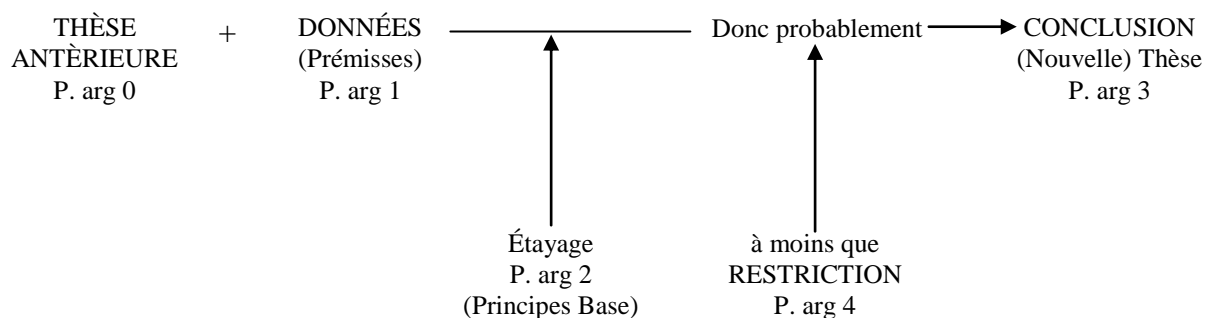 THÈSE
ANTÈRIEURE
P. arg 0
+
DONNÉES
(Prémisses)
P. arg 1
Donc probablement
CONCLUSION
(Nouvelle) Thèse
P. arg 3
Étayage
P. arg 2
(Principes Base)
à moins que
RESTRICTION
P. arg 4